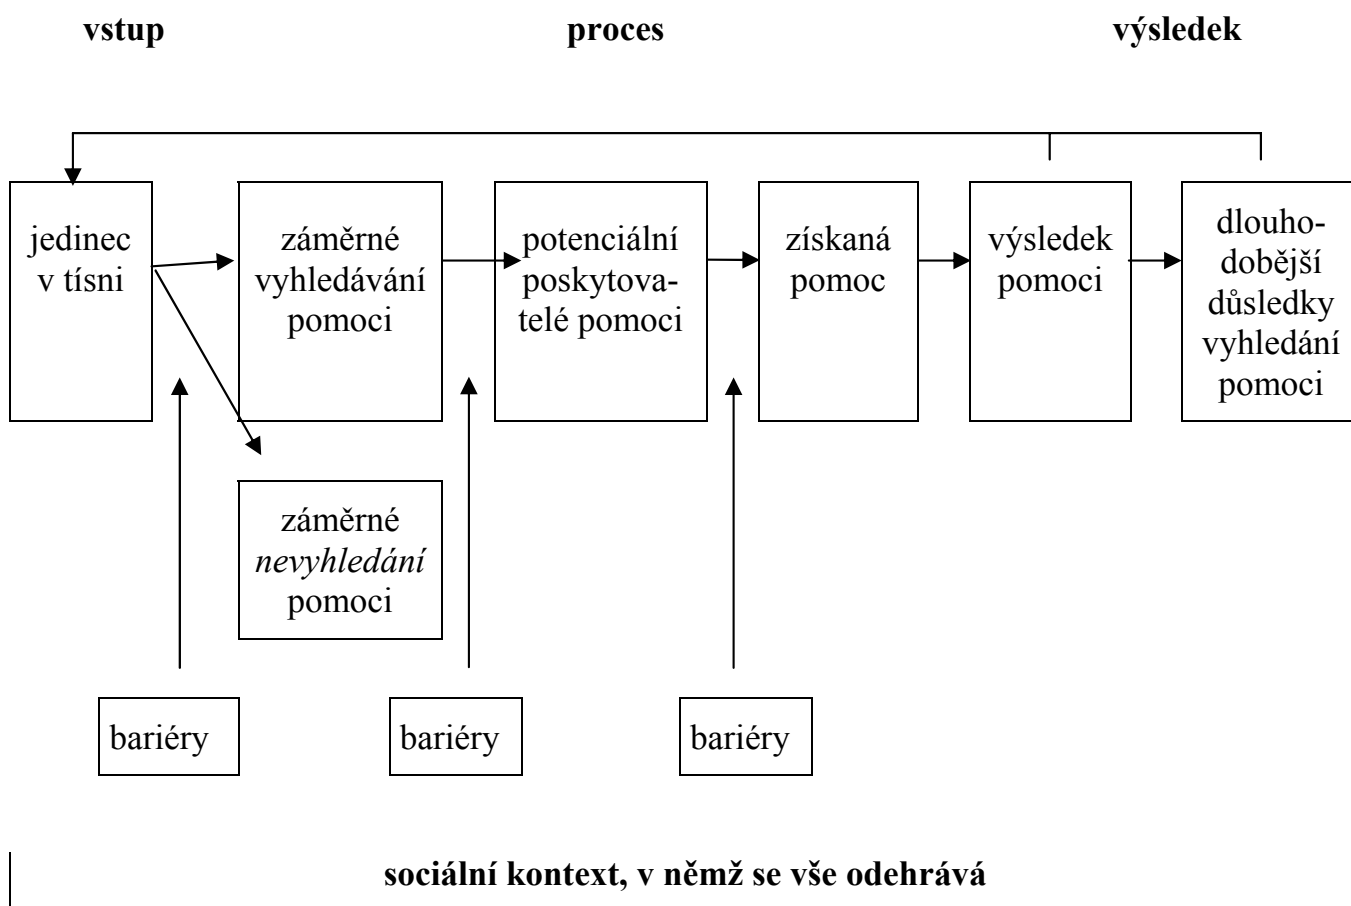 vstup
proces
výsledek
jedinec
v tísni
záměrné
vyhledávání
pomoci
potenciální
poskytova-
telé pomoci
získaná
pomoc
výsledek
pomoci
dlouho-
dobější
důsledky
vyhledání
pomoci
záměrné
nevyhledání
pomoci
bariéry
bariéry
bariéry
sociální kontext, v němž se vše odehrává